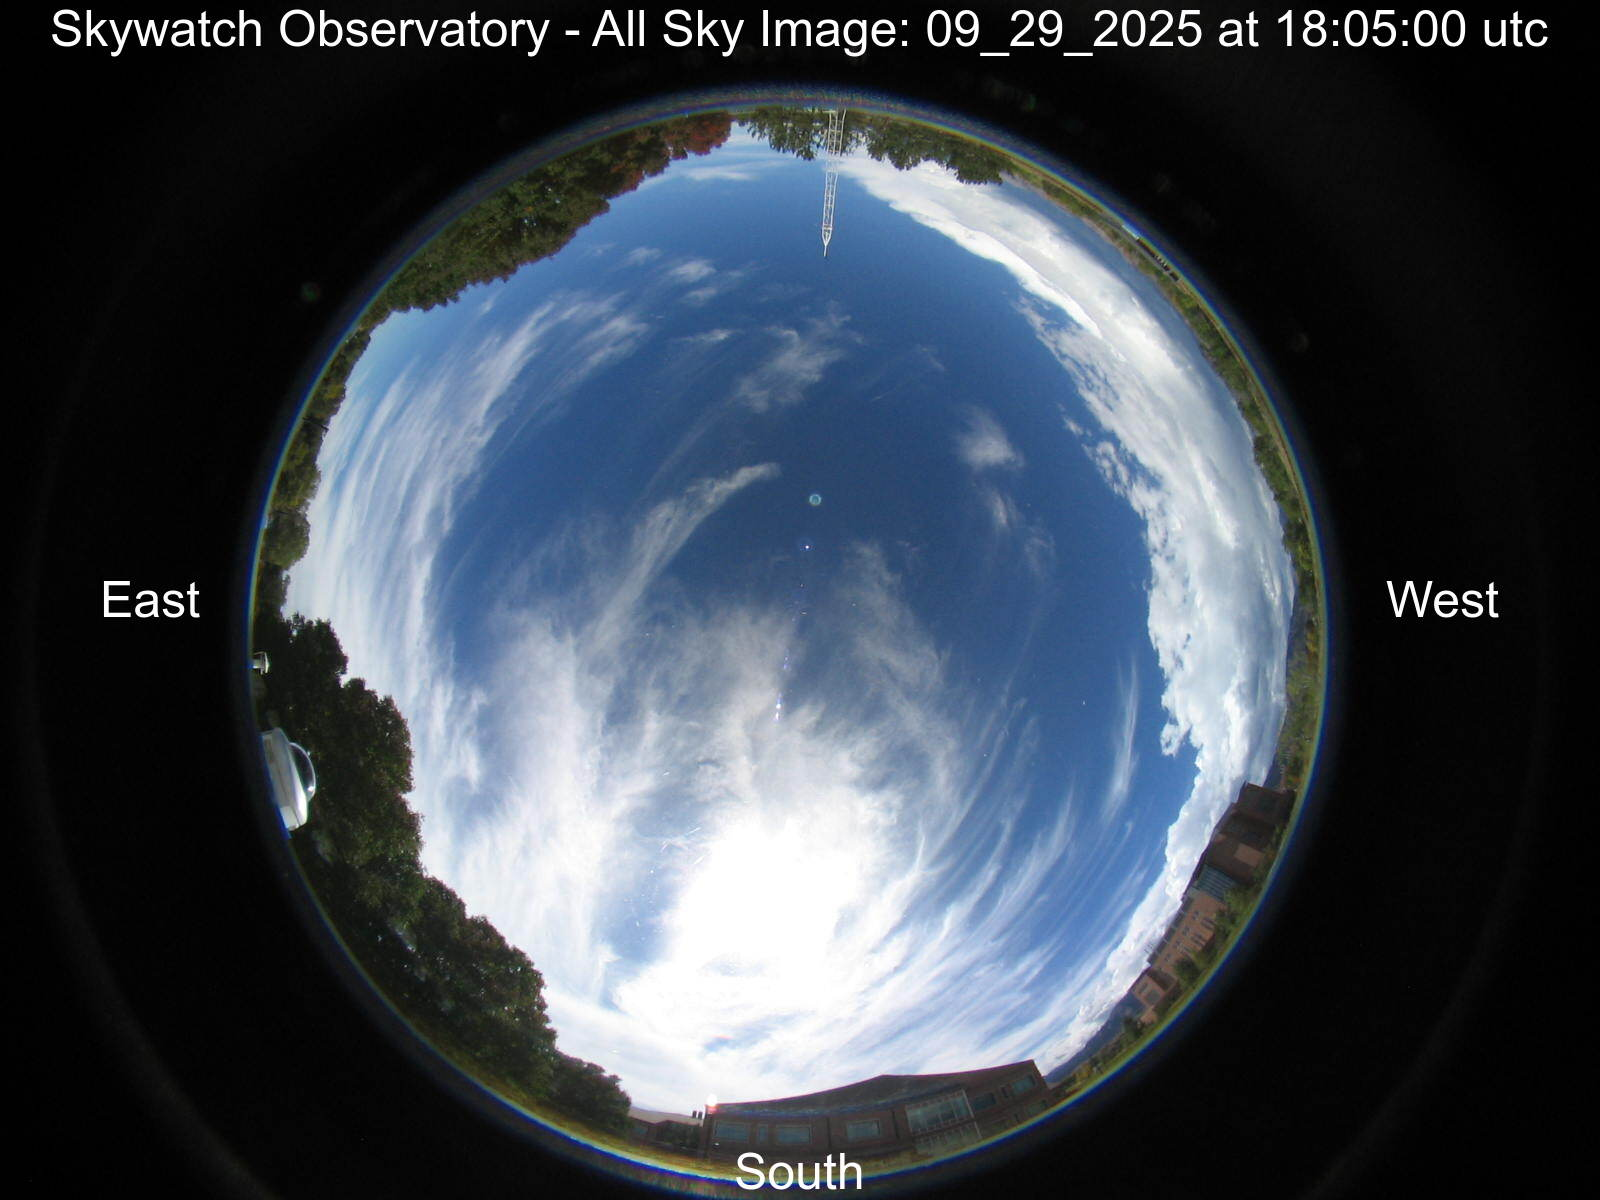 Skywatch Observatory - All Sky Image: 09_29_2025 at 18:05:00 utc
East
West
South